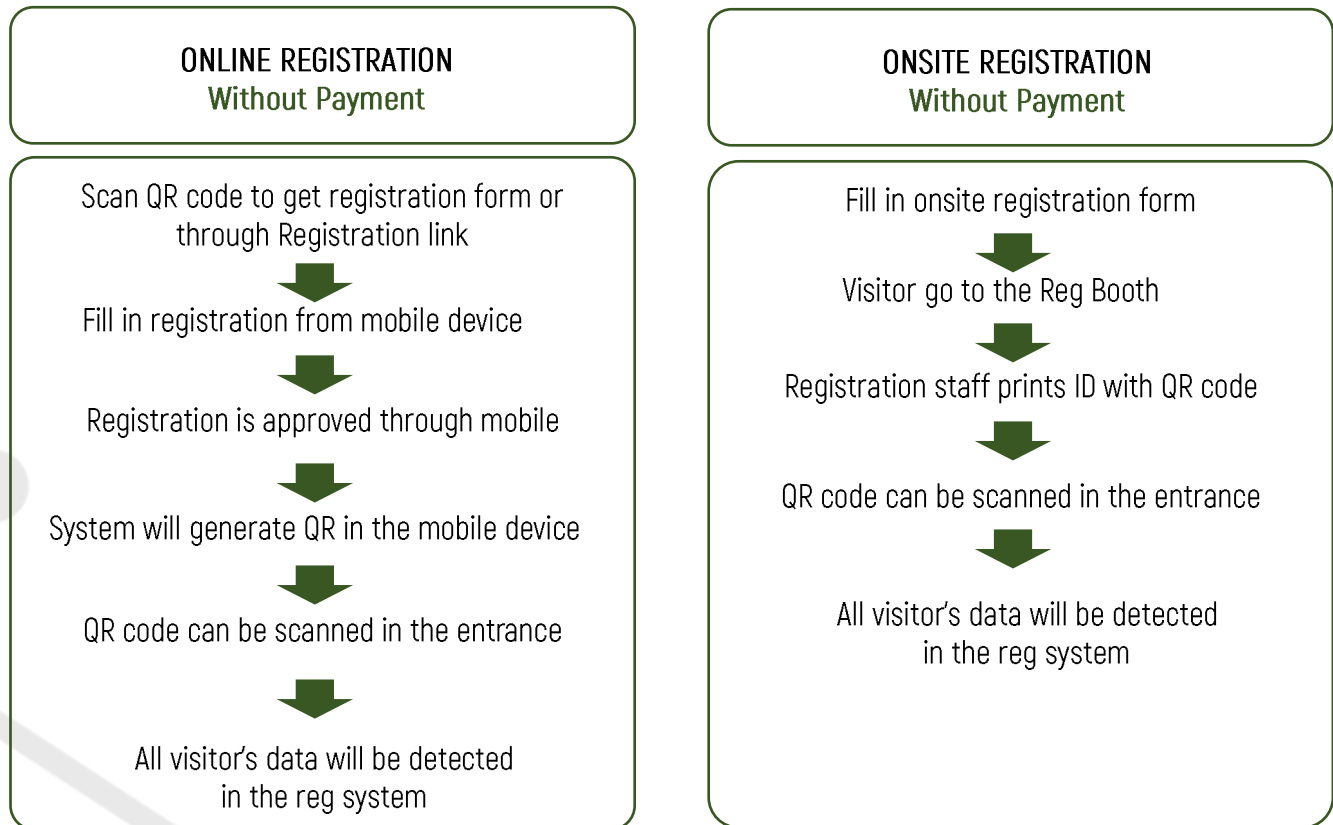 ONLINE REGISTRATION
Without Payment
Scan QR code to get registration form or
through Registration link
Fill in registration from mobile device
Registration is approved through mobile
System will generate QR in the mobile device
QR code can be scanned in the entrance
All visitor's data will be detected
in the reg system
ONSITE REGISTRATION
Without Payment
Fill in onsite registration form
Visitor go to the Reg Booth
Registration staff prints ID with QR code
QR code can be scanned in the entrance
All visitor's data will be detected
in the reg system